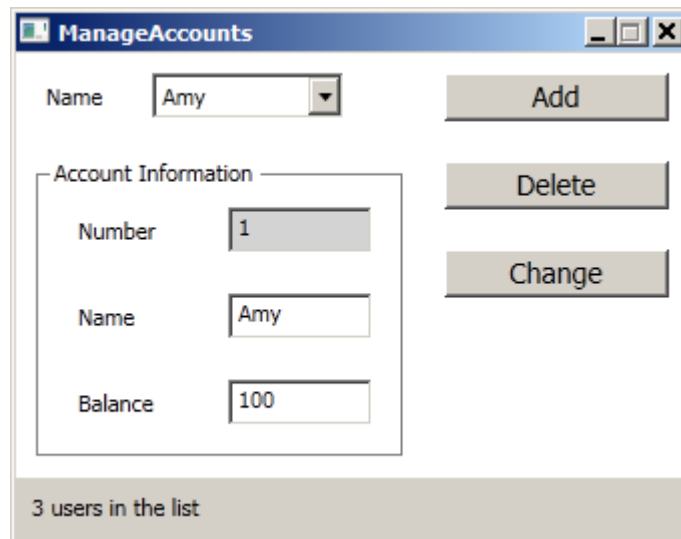 ManageAccounts
Name Amy Add
Account Information Delete
Number 1
Change
Name Amy
Balance 100
3 users in the list